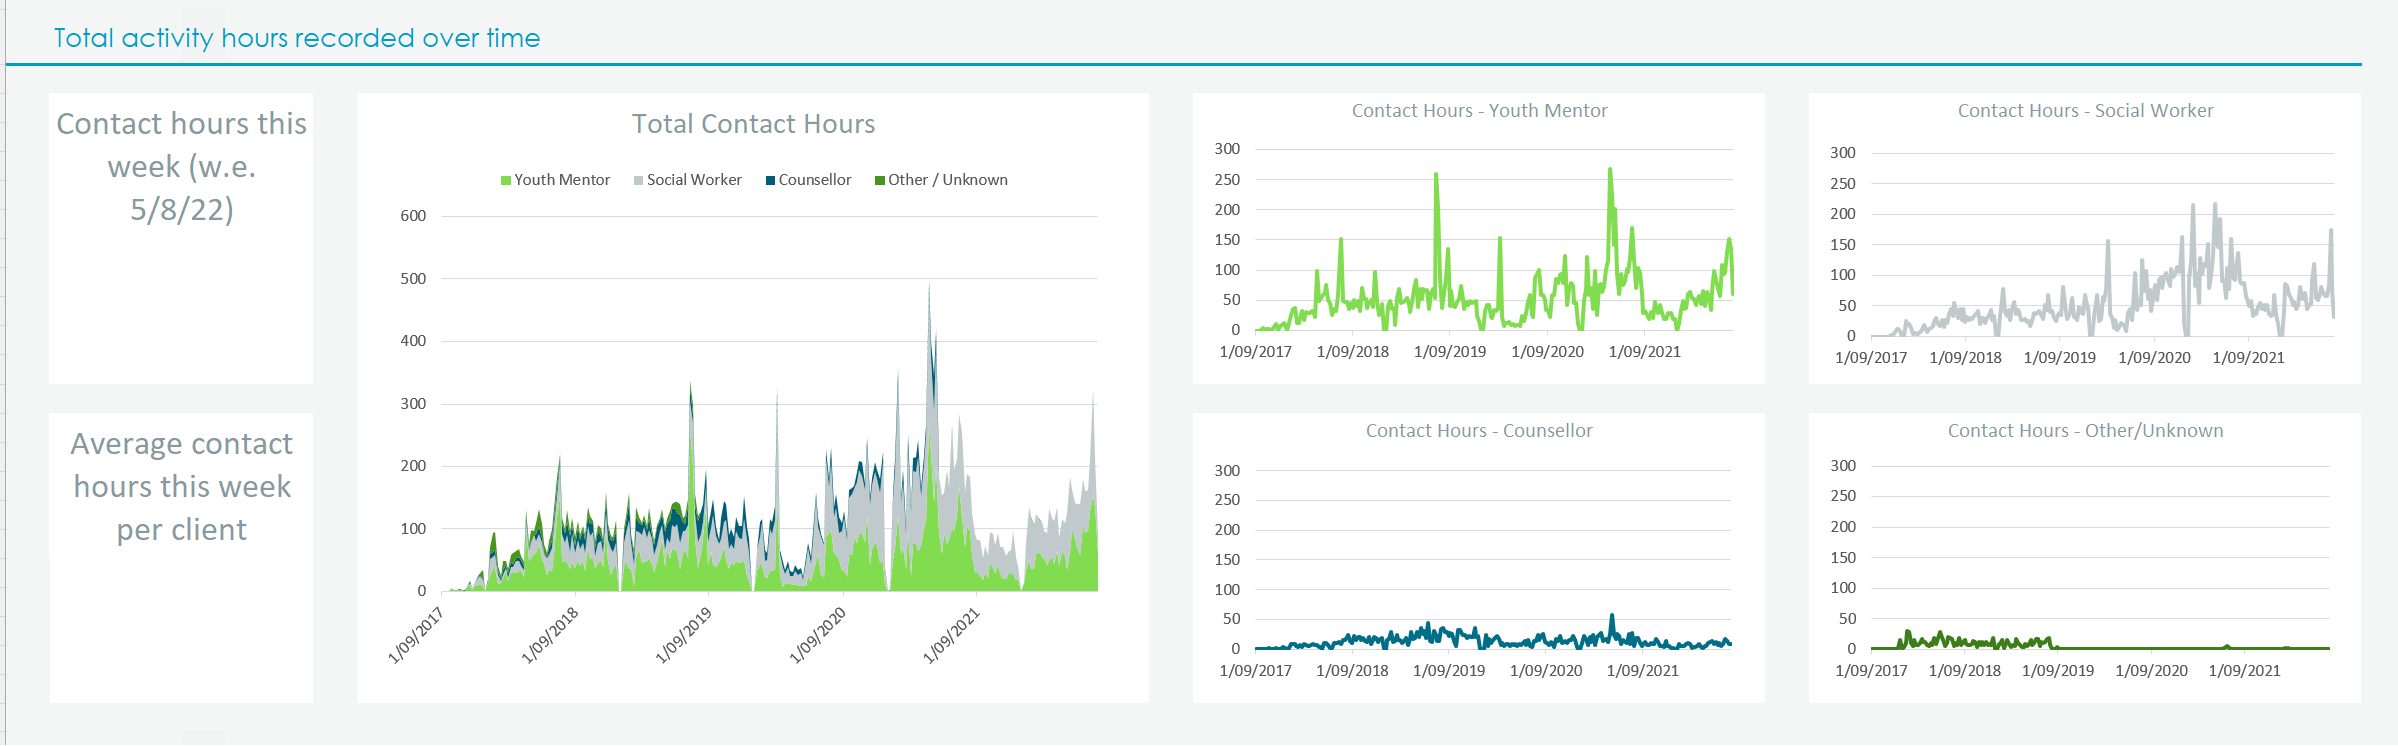 Total activity hours recorded over time
Contact hours this
week (w.e.
5/8/22)
Average contact
hours this week
per client
Total Contact Hours
Youth Mentor Social Worker Counsellor Other / Unknown
600
500
400
300
200
100
0
1/09/2017 1/09/2018 1/09/2019 1/09/2020 1/09/2021
Contact Hours - Youth Mentor
300
250
200
150
100
50
0
1/09/2017 1/09/2018 1/09/2019 1/09/2020 1/09/2021
Contact Hours - Social Worker
300
250
200
150
100
50
0
1/09/2017 1/09/2018 1/09/2019 1/09/2020 1/09/2021
Contact Hours - Counsellor
300
250
200
150
100
50
0
1/09/2017 1/09/2018 1/09/2019 1/09/2020 1/09/2021
Contact Hours - Other/Unknown
300
250
200
150
100
50
0
1/09/2017 1/09/2018 1/09/2019 1/09/2020 1/09/2021